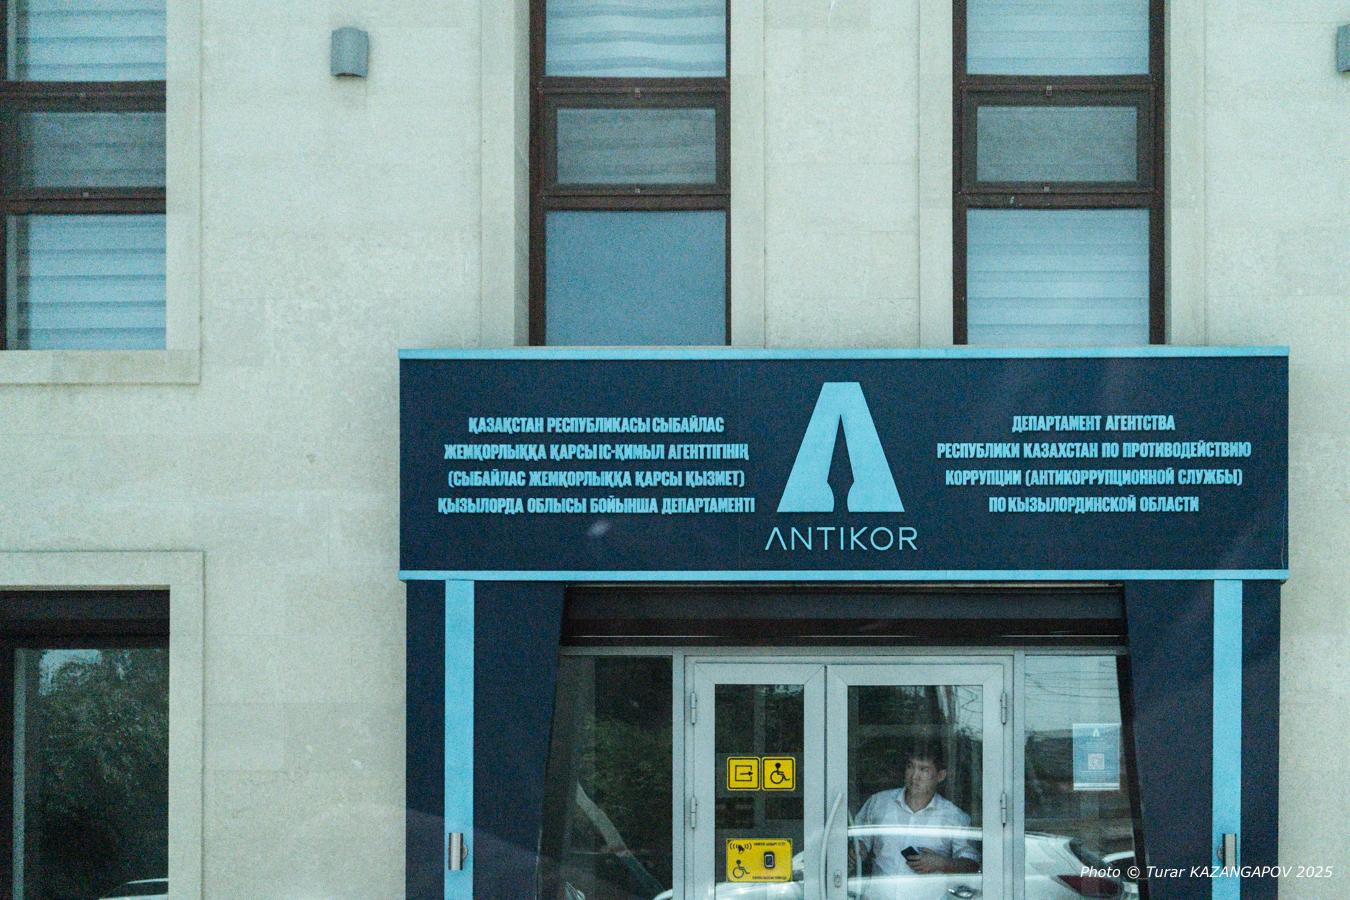 ҚАЗАҚСТАН РЕСПУБЛИКАСЫ СЫБАЙЛАС
ЖЕМҚОРЛЫҚҚА ҚАРСЫ ІС-ҚИМЫЛ АГЕНТТІГІНІҢ
(СЫБАЙЛАС ЖЕМҚОРЛЫҚҚА ҚАРСЫ ҚЫЗМЕТ)
ҚЫЗЫЛОРДА ОБЛЫСЫ БОЙЫНША ДЕПАРТАМЕНТІ
ANTIKOR
ДЕПАРТАМЕНТ АГЕНТСТВА
РЕСПУБЛИКИ КАЗАХСТАН ПО ПРОТИВОДЕЙСТВИЮ
КОРРУПЦИИ (АНТИКОРРУПЦИОННОЙ СЛУЖБЫ)
ПО КЫЗЫЛОРДИНСКОЙ ОБЛАСТИ
Photo © Turar KAZANGAPOV 2025